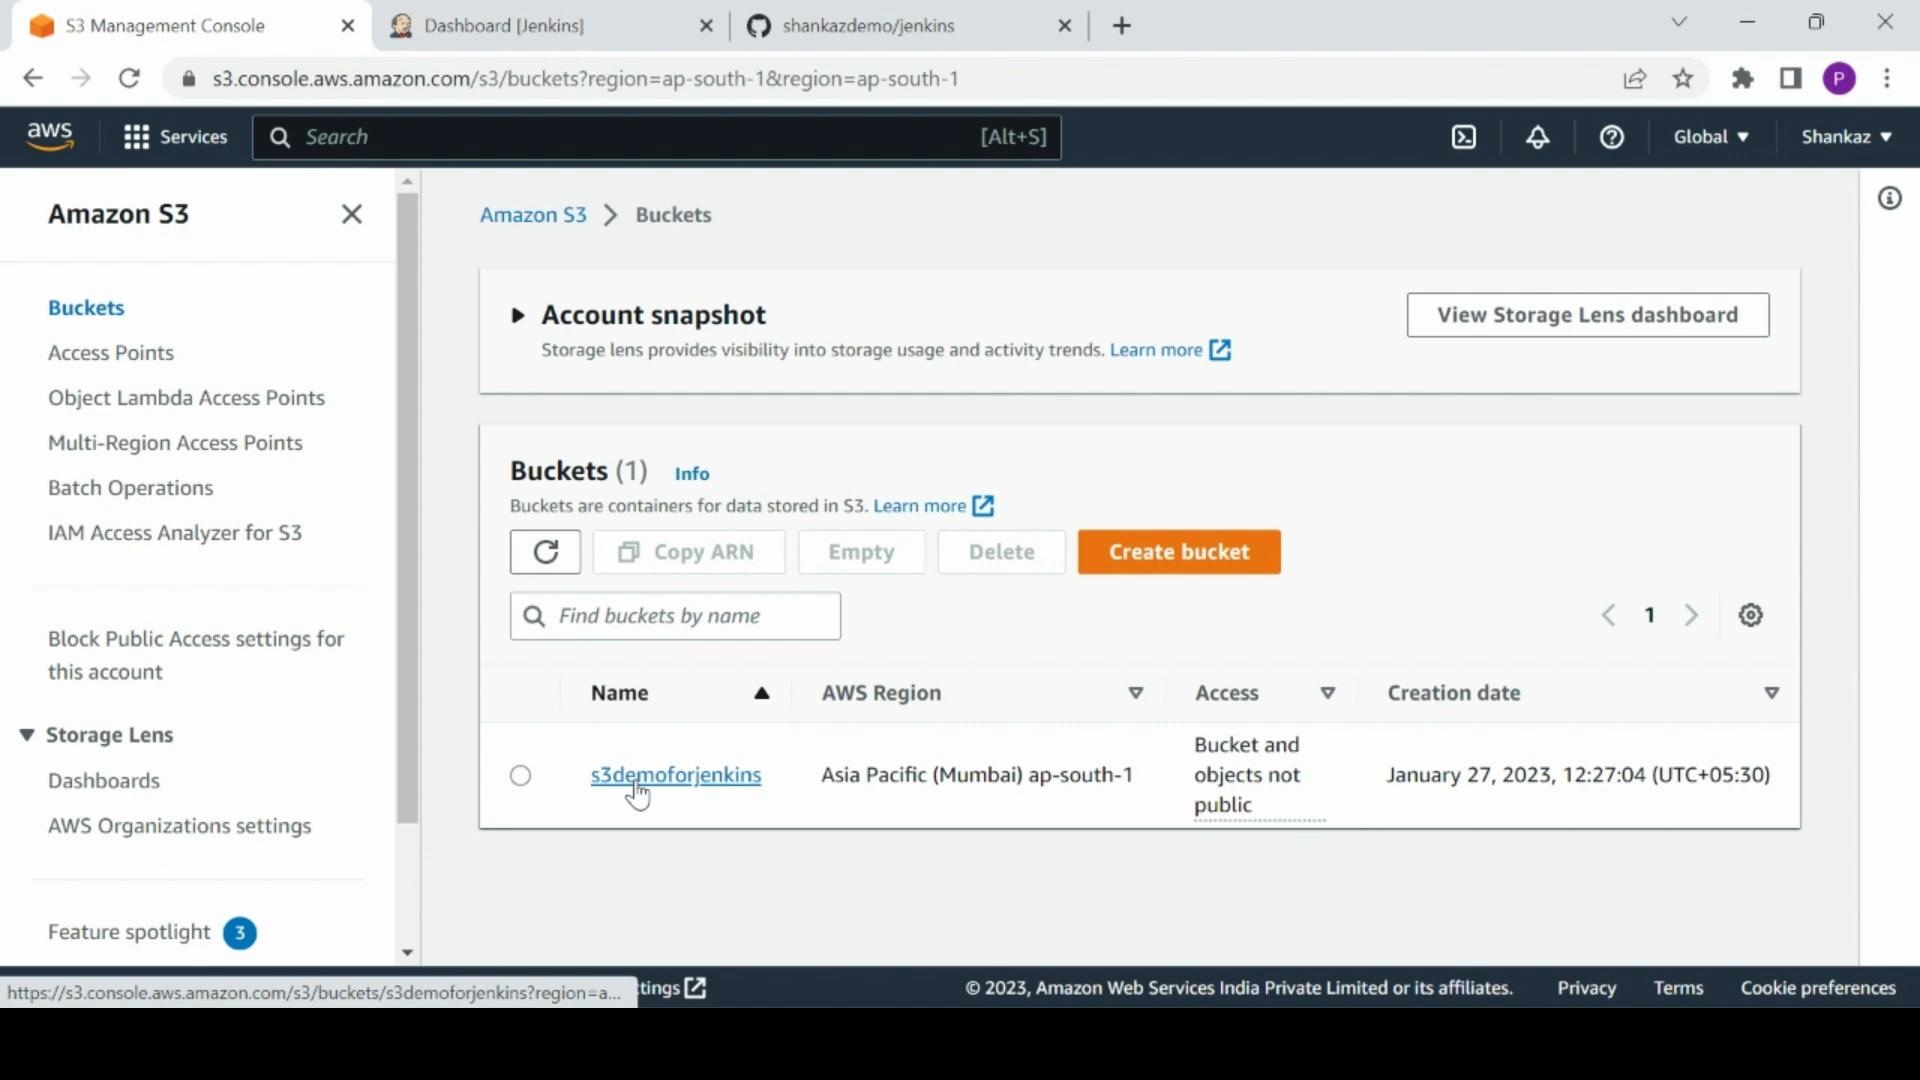 S3 Management Console
Dashboard [Jenkins]
shankazdemo/jenkins
s3.console.aws.amazon.com/s3/buckets?region=ap-south-1&region=ap-south-1
P
aws
Services
Search
[Alt+S]
Global
Shankaz
Amazon S3
Buckets
Access Points
Object Lambda Access Points
Multi-Region Access Points
Batch Operations
IAM Access Analyzer for S3
Block Public Access settings for
this account
Storage Lens
Dashboards
AWS Organizations settings
Feature spotlight 3
Amazon S3 > Buckets
Account snapshot
View Storage Lens dashboard
Storage lens provides visibility into storage usage and activity trends. Learn more
Buckets (1) Info
Buckets are containers for data stored in S3. Learn more
Copy ARN
Empty
Delete
Create bucket
Find buckets by name
1
Name
AWS Region
Access
Creation date
s3demoforjenkins
Asia Pacific (Mumbai) ap-south-1
Bucket and
objects not
public
January 27, 2023, 12:27:04 (UTC+05:30)
https://s3.console.aws.amazon.com/s3/buckets/s3demoforjenkins?region=a...
tings
© 2023, Amazon Web Services India Private Limited or its affiliates.
Privacy
Terms
Cookie preferences